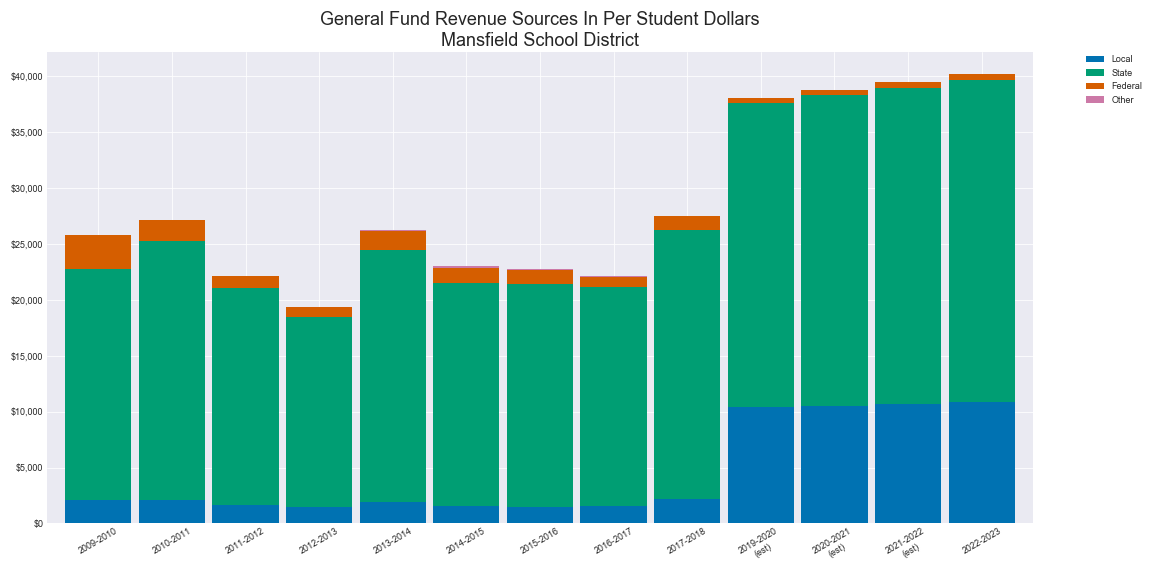 General Fund Revenue Sources In Per Student Dollars
Mansfield School District
Local
State
Federal
Other
$40,000
$35,000
$30,000
$25,000
$20,000
$15,000
$10,000
$5,000
$0
2009-2010
2010-2011
2011-2012
2012-2013
2013-2014
2014-2015
2015-2016
2016-2017
2017-2018
2019-2020
(est)
2020-2021
(est)
2021-2022
(est)
2022-2023